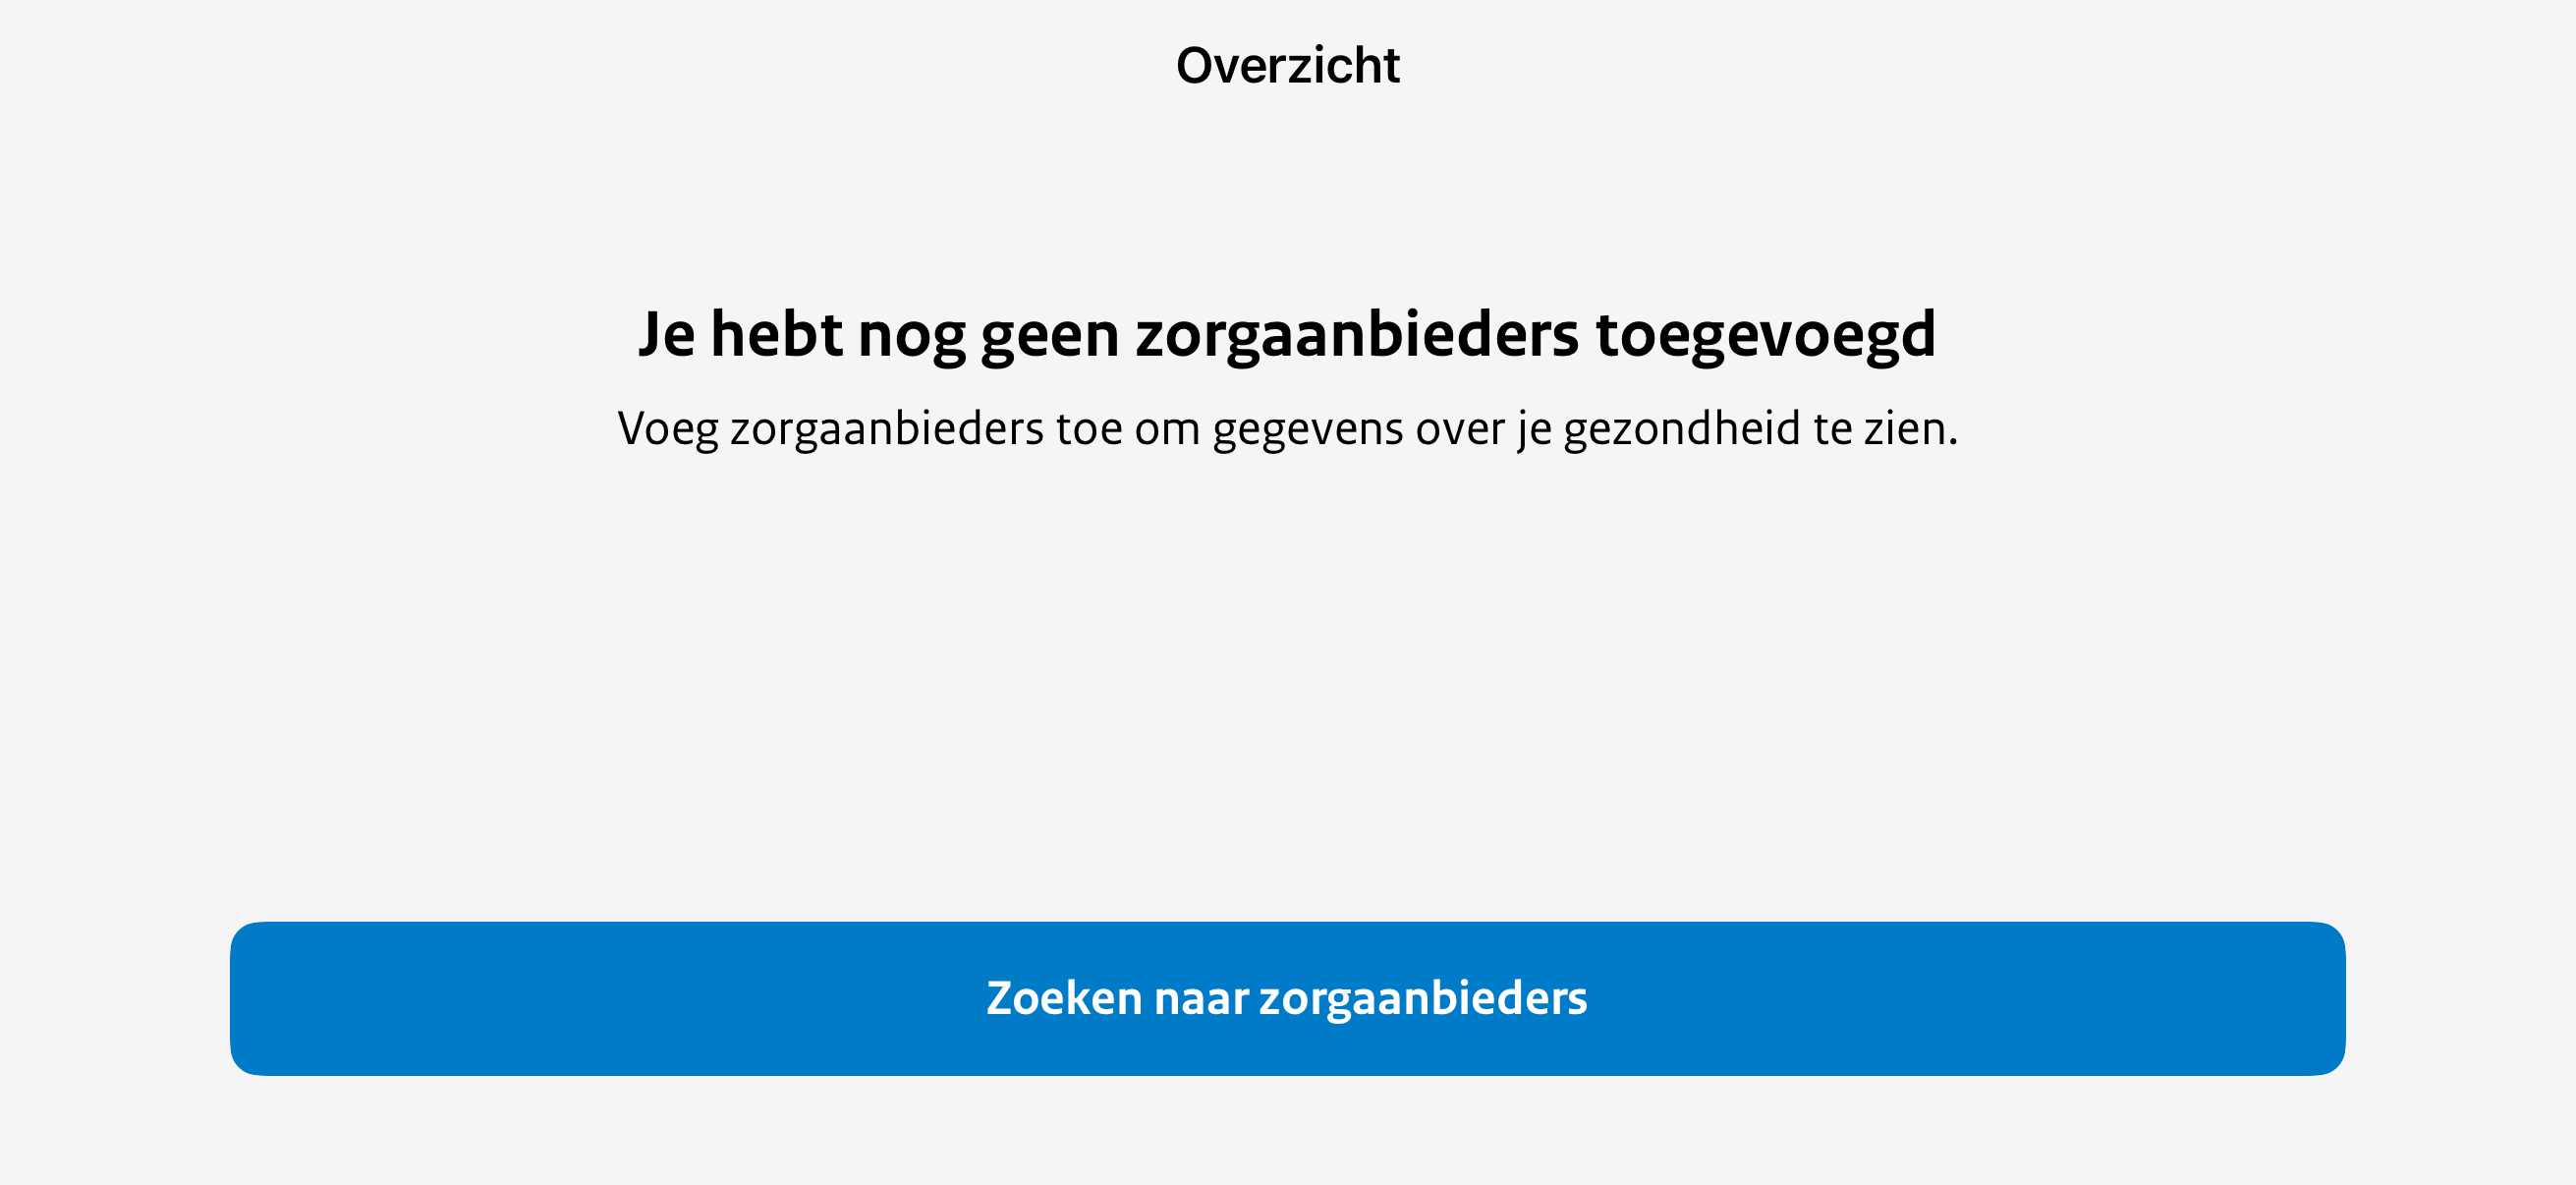 Overzicht
Je hebt nog geen zorgaanbieders toegevoegd
Voeg zorgaanbieders toe om gegevens over je gezondheid te zien.
Zoeken naar zorgaanbieders